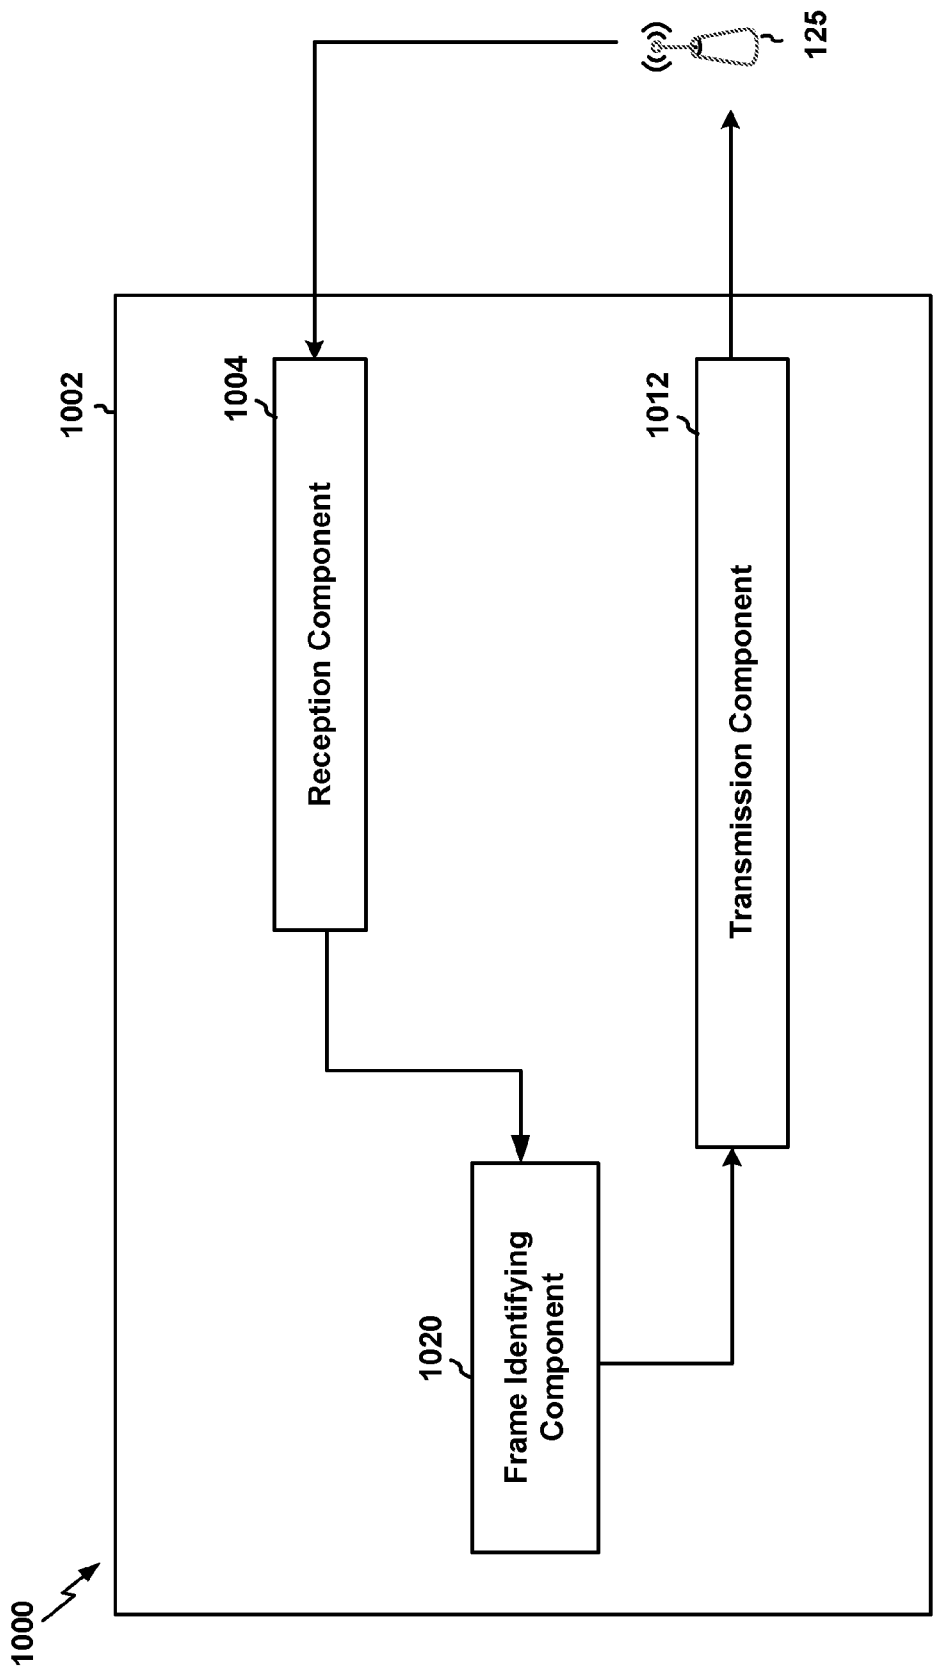 1000
1002
1020
Frame Identifying
Component
1004
Reception Component
1012
Transmission Component
125